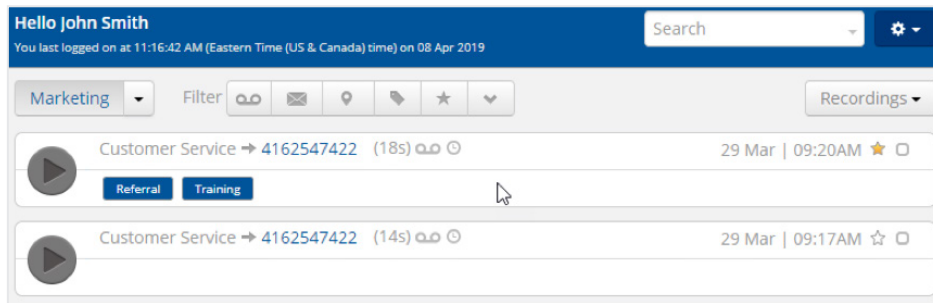 Hello John Smith
Search
You last logged on at 11:16:42 AM (Eastern Time (US & Canada) time) on 08 Apr 2019
Marketing Filter Recordings
Customer Service → 4162547422 (18s) 29 Mar | 09:20AM
Referral Training
Customer Service → 4162547422 (14s) 29 Mar | 09:17AM